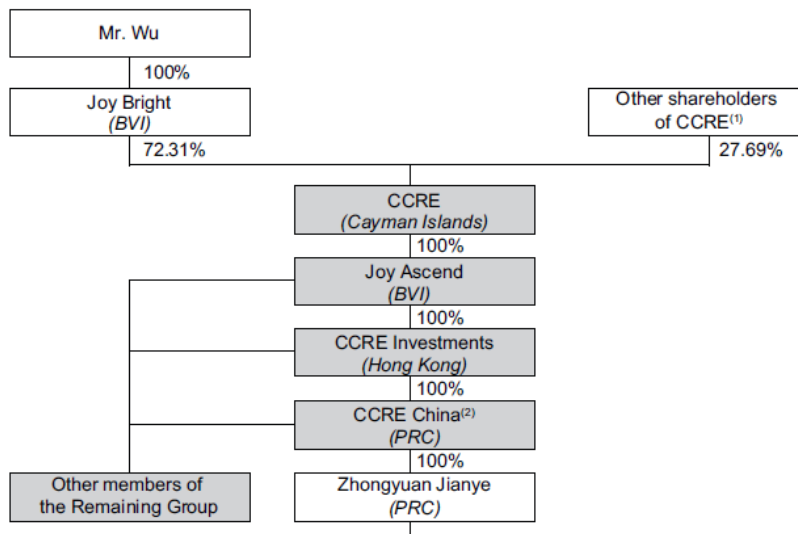 Mr. Wu
100%
Joy Bright
(BVI)
Other shareholders
of CCRE(1)
72.31%
27.69%
CCRE
(Cayman Islands)
100%
Joy Ascend
(BVI)
100%
CCRE Investments
(Hong Kong)
100%
CCRE China(2)
(PRC)
100%
Other members of
the Remaining Group
Zhongyuan Jianye
(PRC)